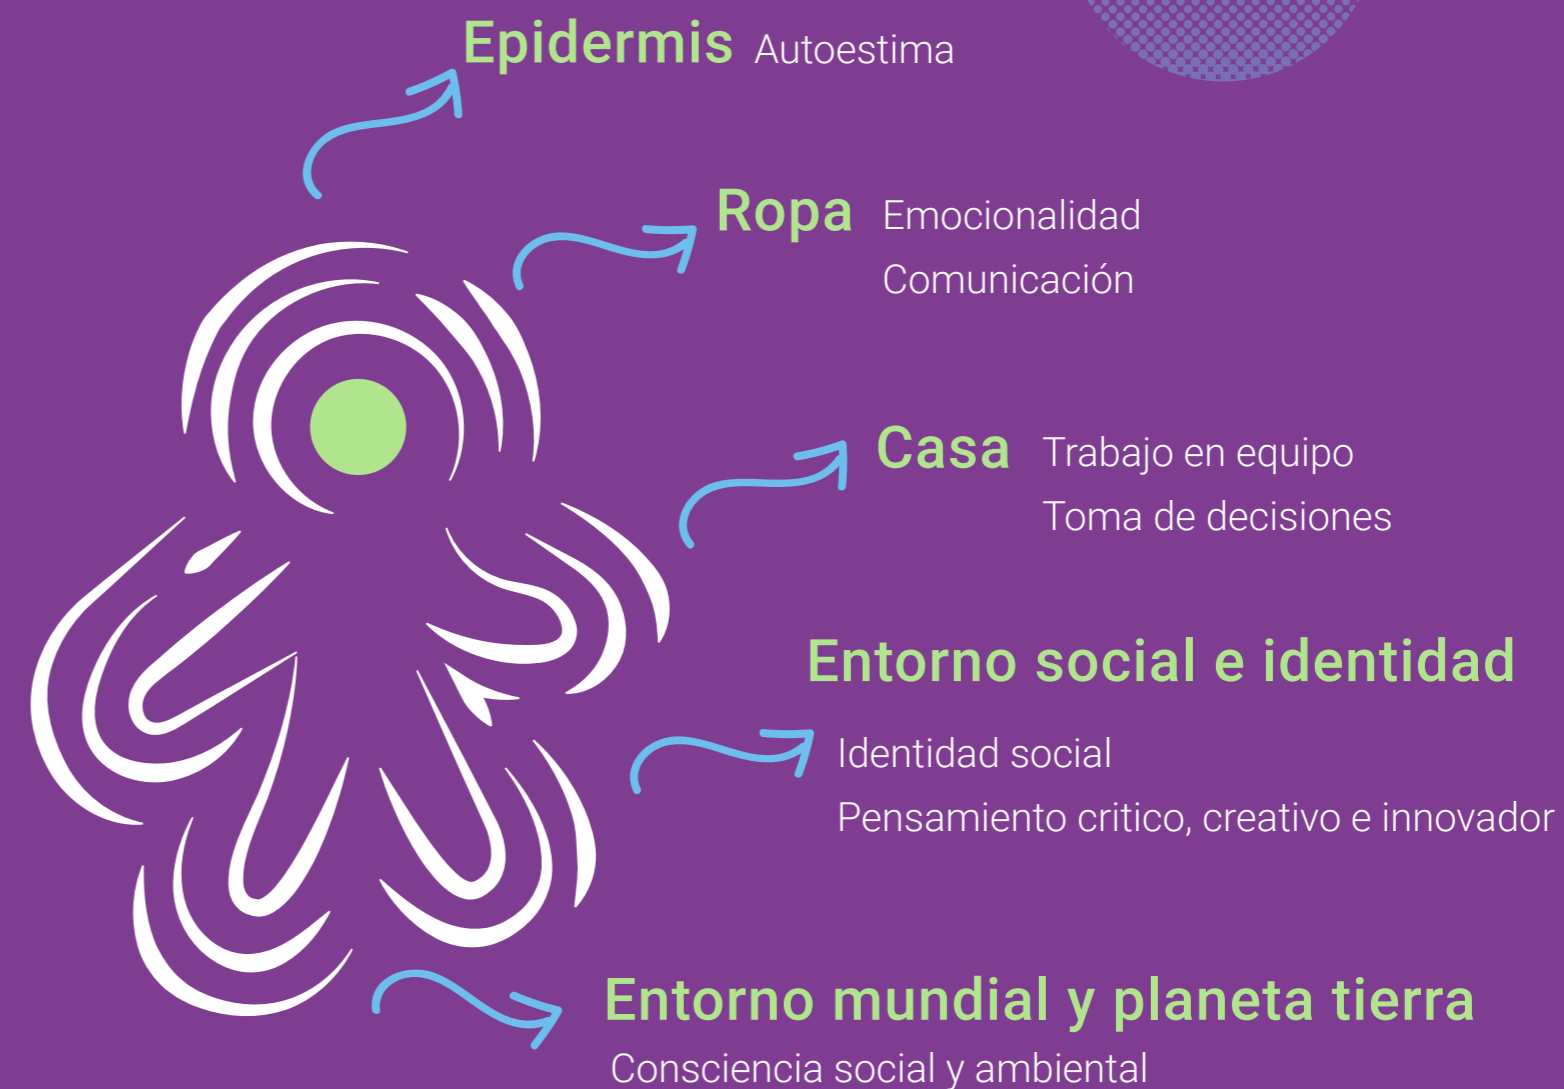 Epidermis Autoestima
Ropa Emocionalidad
Comunicación
Casa Trabajo en equipo
Toma de decisiones
Entorno social e identidad
Identidad social
Pensamiento critico, creativo e innovador
Entorno mundial y planeta tierra
Consciencia social y ambiental